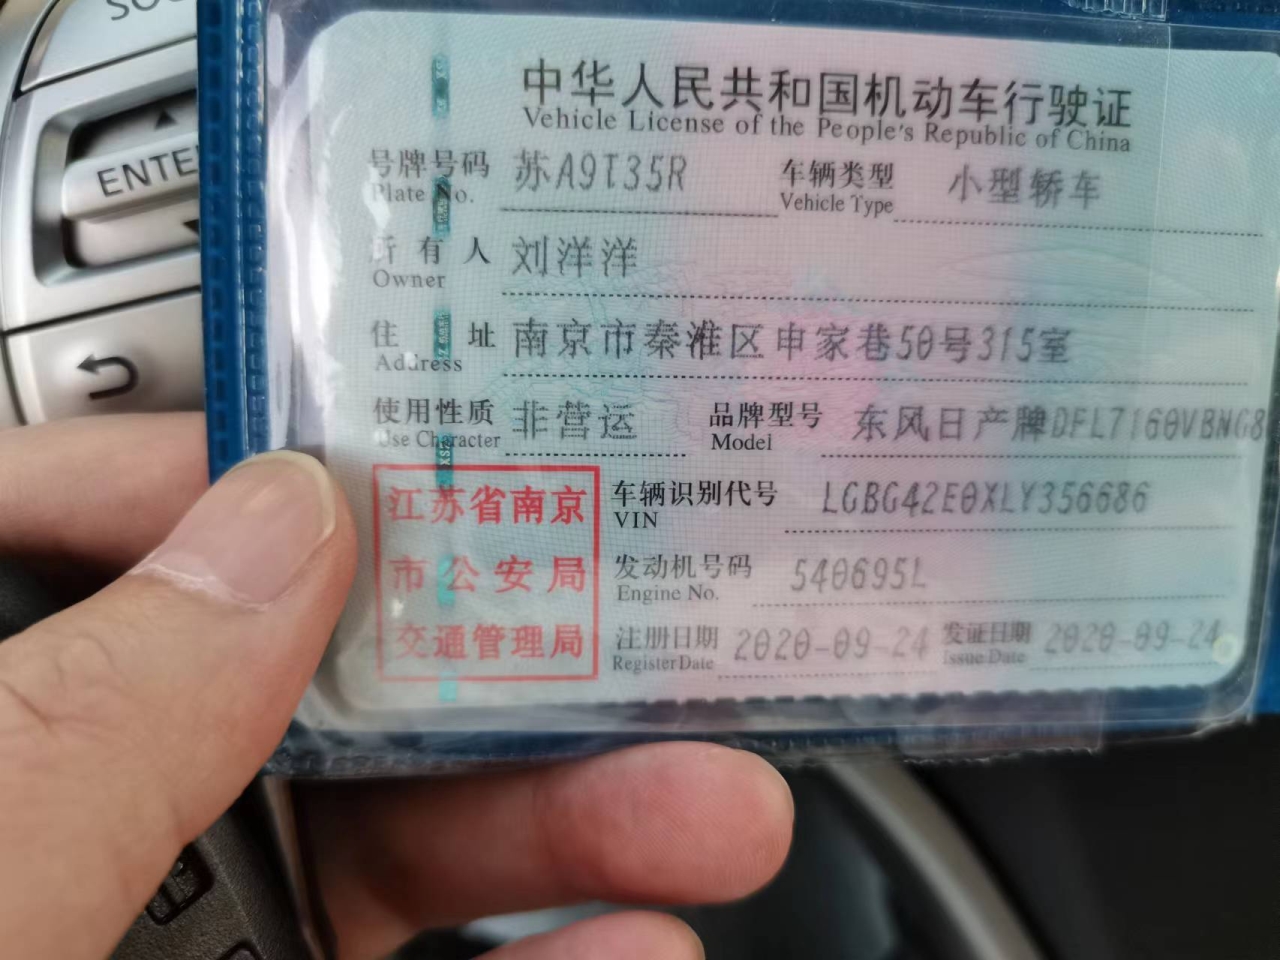 SOU
ENTE
中华人民共和国机动车行驶证
Vehicle License of the People's Republic of China
号牌号码 苏A9T35R 车辆类型 小型轿车
Plate No. Vehicle Type
所有人 刘洋洋
Owner
住址 南京市秦淮区申家巷50号315室
Address
使用性质 非营运 品牌型号 东风日产牌DFL7160VBNG8
Use Character Model
江苏省南京
市公安局
交通管理局
车辆识别代号 LGBG42E0XLY356686
VIN
发动机号码 540695L
Engine No.
注册日期 2020-09-24 发证日期 2020-09-24
Register Date Issue Date